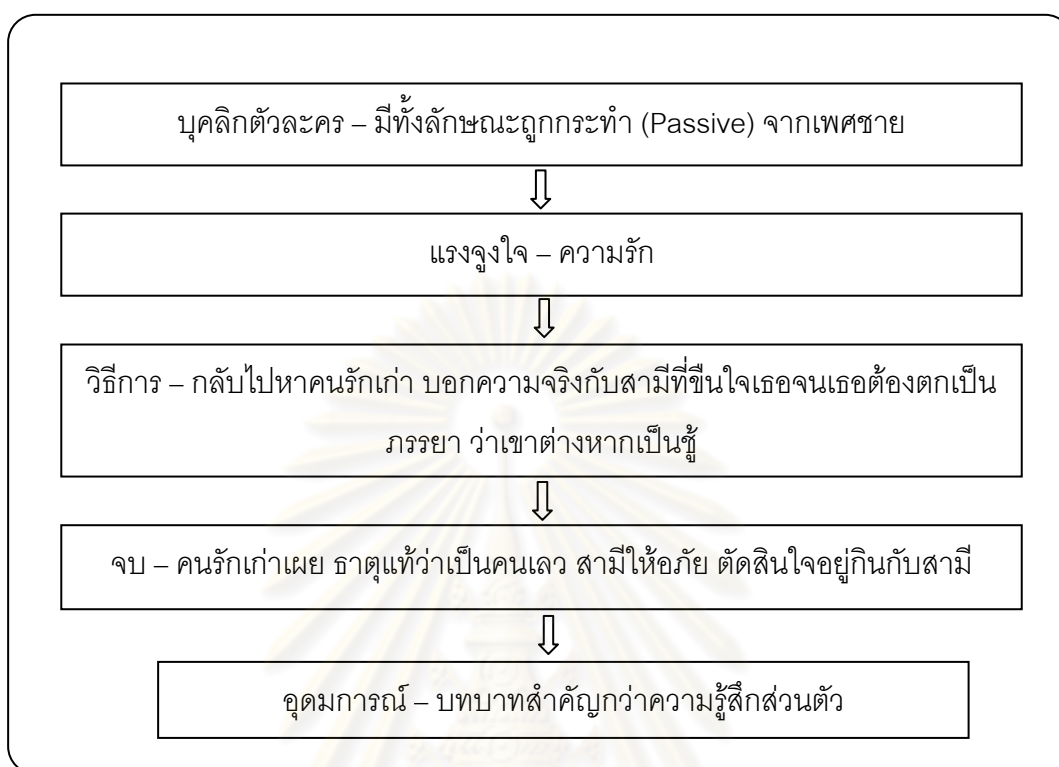 บุคลิกตัวละคร – มีทั้งลักษณะถูกกระทำ (Passive) จากเพศชาย
แรงจูงใจ – ความรัก
วิธีการ – กลับไปหาคนรักเก่า บอกความจริงกับสามีที่ขืนใจเธอจนเธอต้องตกเป็น
ภรรยา ว่าเขาต่างหากเป็นชู้
จบ – คนรักเก่าเผย ธาตุแท้ว่าเป็นคนเลว สามีให้อภัย ตัดสินใจอยู่กินกับสามี
อุดมการณ์ – บทบาทสำคัญกว่าความรู้สึกส่วนตัว